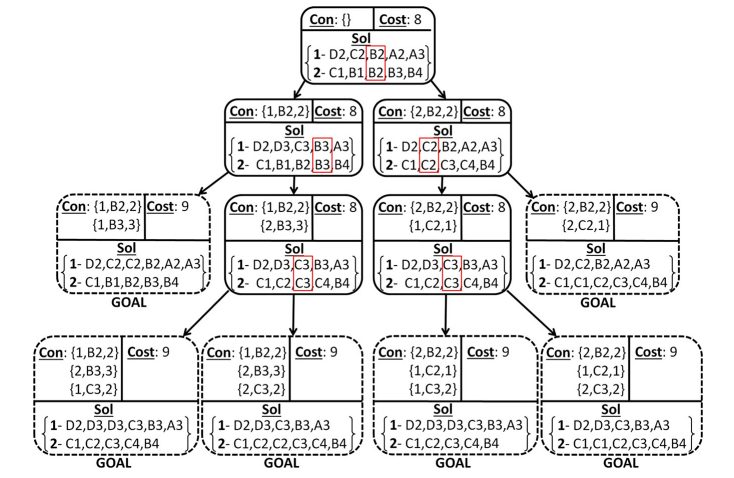 Con: {} Cost: 8
Sol
1- D2,C2,B2,A2,A3
2- C1,B1,B2,B3,B4
Con: {1,B2,2} Cost: 8
Sol
1- D2,D3,C3,B3,A3
2- C1,B1,B2,B3,B4
Con: {2,B2,2} Cost: 8
Sol
1- D2,C2,B2,A2,A3
2- C1,C2,C3,C4,B4
Con: {1,B2,2} Cost: 9
{1,B3,3}
Sol
1- D2,C2,C2,B2,A2,A3
2- C1,B1,B2,B3,B4
GOAL
Con: {1,B2,2} Cost: 8
{2,B3,3}
Sol
1- D2,D3,C3,B3,A3
2- C1,C2,C3,C4,B4
Con: {2,B2,2} Cost: 8
{1,C2,1}
Sol
1- D2,D3,C3,B3,A3
2- C1,C2,C3,C4,B4
Con: {2,B2,2} Cost: 9
{2,C2,1}
Sol
1- D2,C2,B2,A2,A3
2- C1,C1,C2,C3,C4,B4
GOAL
Con: {1,B2,2} Cost: 9
{2,B3,3}
{1,C3,2}
Sol
1- D2,D3,D3,C3,B3,A3
2- C1,C2,C3,C4,B4
GOAL
Con: {1,B2,2} Cost: 9
{2,B3,3}
{2,C3,2}
Sol
1- D2,D3,C3,B3,A3
2- C1,C2,C2,C3,C4,B4
GOAL
Con: {2,B2,2} Cost: 9
{1,C2,1}
{1,C3,2}
Sol
1- D2,D3,D3,C3,B3,A3
2- C1,C2,C3,C4,B4
GOAL
Con: {2,B2,2} Cost: 9
{1,C2,1}
{2,C3,2}
Sol
1- D2,D3,C3,B3,A3
2- C1,C1,C2,C3,C4,B4
GOAL